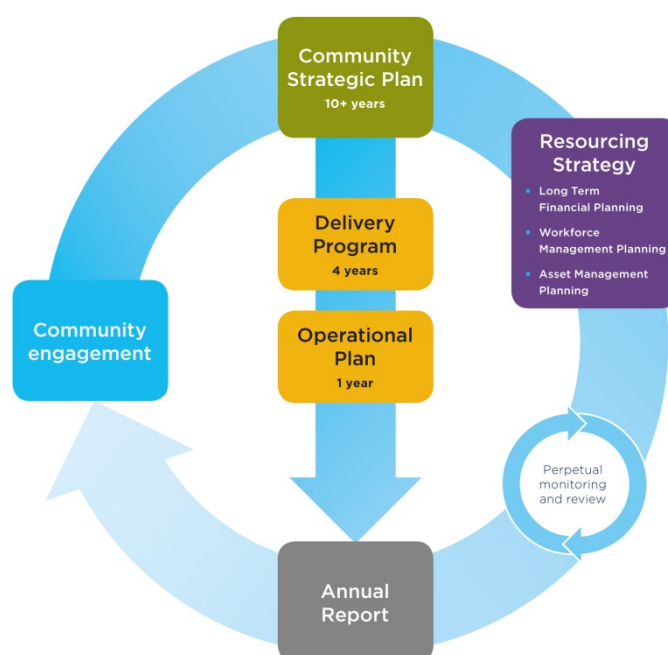 Community
Strategic Plan
10+ years
Resourcing
Strategy
Long Term
Financial Planning
Workforce
Management Planning
Asset Management
Planning
Delivery
Program
4 years
Community
engagement
Operational
Plan
1 year
Perpetual
monitoring
and review
Annual
Report